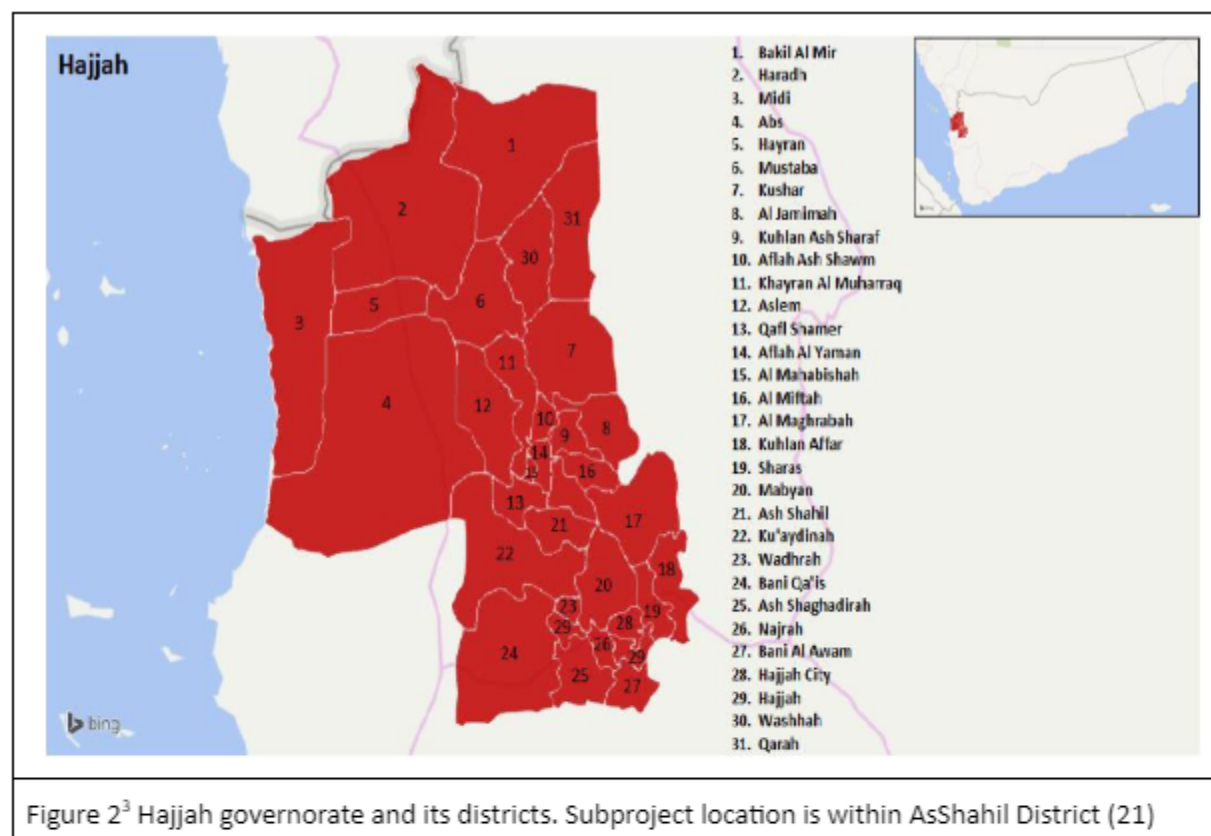 Hajjah
1. Bakil Al Mir
2. Haradh
3. Midi
4. Abs
5. Hayran
6. Mustaba
7. Kushar
8. Al Jamimah
9. Kuhlan Ash Sharaf
10. Aflah Ash Shawm
11. Khayran Al Muharraq
12. Aslem
13. Qafl Shamer
14. Aflah Al Yaman
15. Al Mahabishah
16. Al Miftah
17. Al Maghrabah
18. Kuhlan Affar
19. Sharas
20. Mabyan
21. Ash Shahil
22. Ku'aydinah
23. Wadhrah
24. Bani Qa'is
25. Ash Shaghadirah
26. Najrah
27. Bani Al Awam
28. Hajjah City
29. Hajjah
30. Washhah
31. Qarah
1
2
31
30
3
5
6
7
11
4
12
10
9
8
14
15
16
13
21
17
22
20
18
23
19
29
28
26
29
24
25
27
bing
Figure 2³ Hajjah governorate and its districts. Subproject location is within AsShahil District (21)